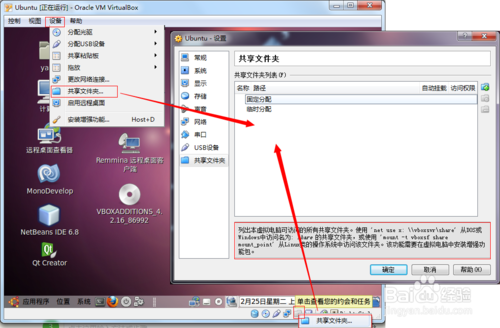 Ubuntu [正在运行] - Oracle VM VirtualBox
控制 视图 设备 帮助
分配光驱
分配USB设备
共享粘贴板
拖放
更改网络连接...
共享文件夹...
启用远程桌面
安装增强功能... Host+D
远程桌面查看器
Remmina 远程桌面客户端
MonoDevelop
VBOXADDITIONS_4.2.16_86992
NetBeans IDE 6.8
Qt Creator
应用程序 位置 系统
2月25日星期二 上
单击查看您的约会和任务
共享文件夹...
Ubuntu - 设置
常规
系统
显示
存储
声音
网络
串口
USB设备
共享文件夹
共享文件夹
共享文件夹列表(F)
名称 路径 自动挂载 访问权限
固定分配
临时分配
列出本虚拟电脑可访问的所有共享文件夹。使用 'net use x: \\vboxsvr\share' 从DOS或
Windows中访问名为: share 的共享文件夹。或使用 'mount -t vboxsf share
mount_point' 从Linux类的操作系统中访问该文件夹。该功能需要在虚拟电脑中安装增强功
能包。
确定 取消 帮助(H)
Baidu 经验